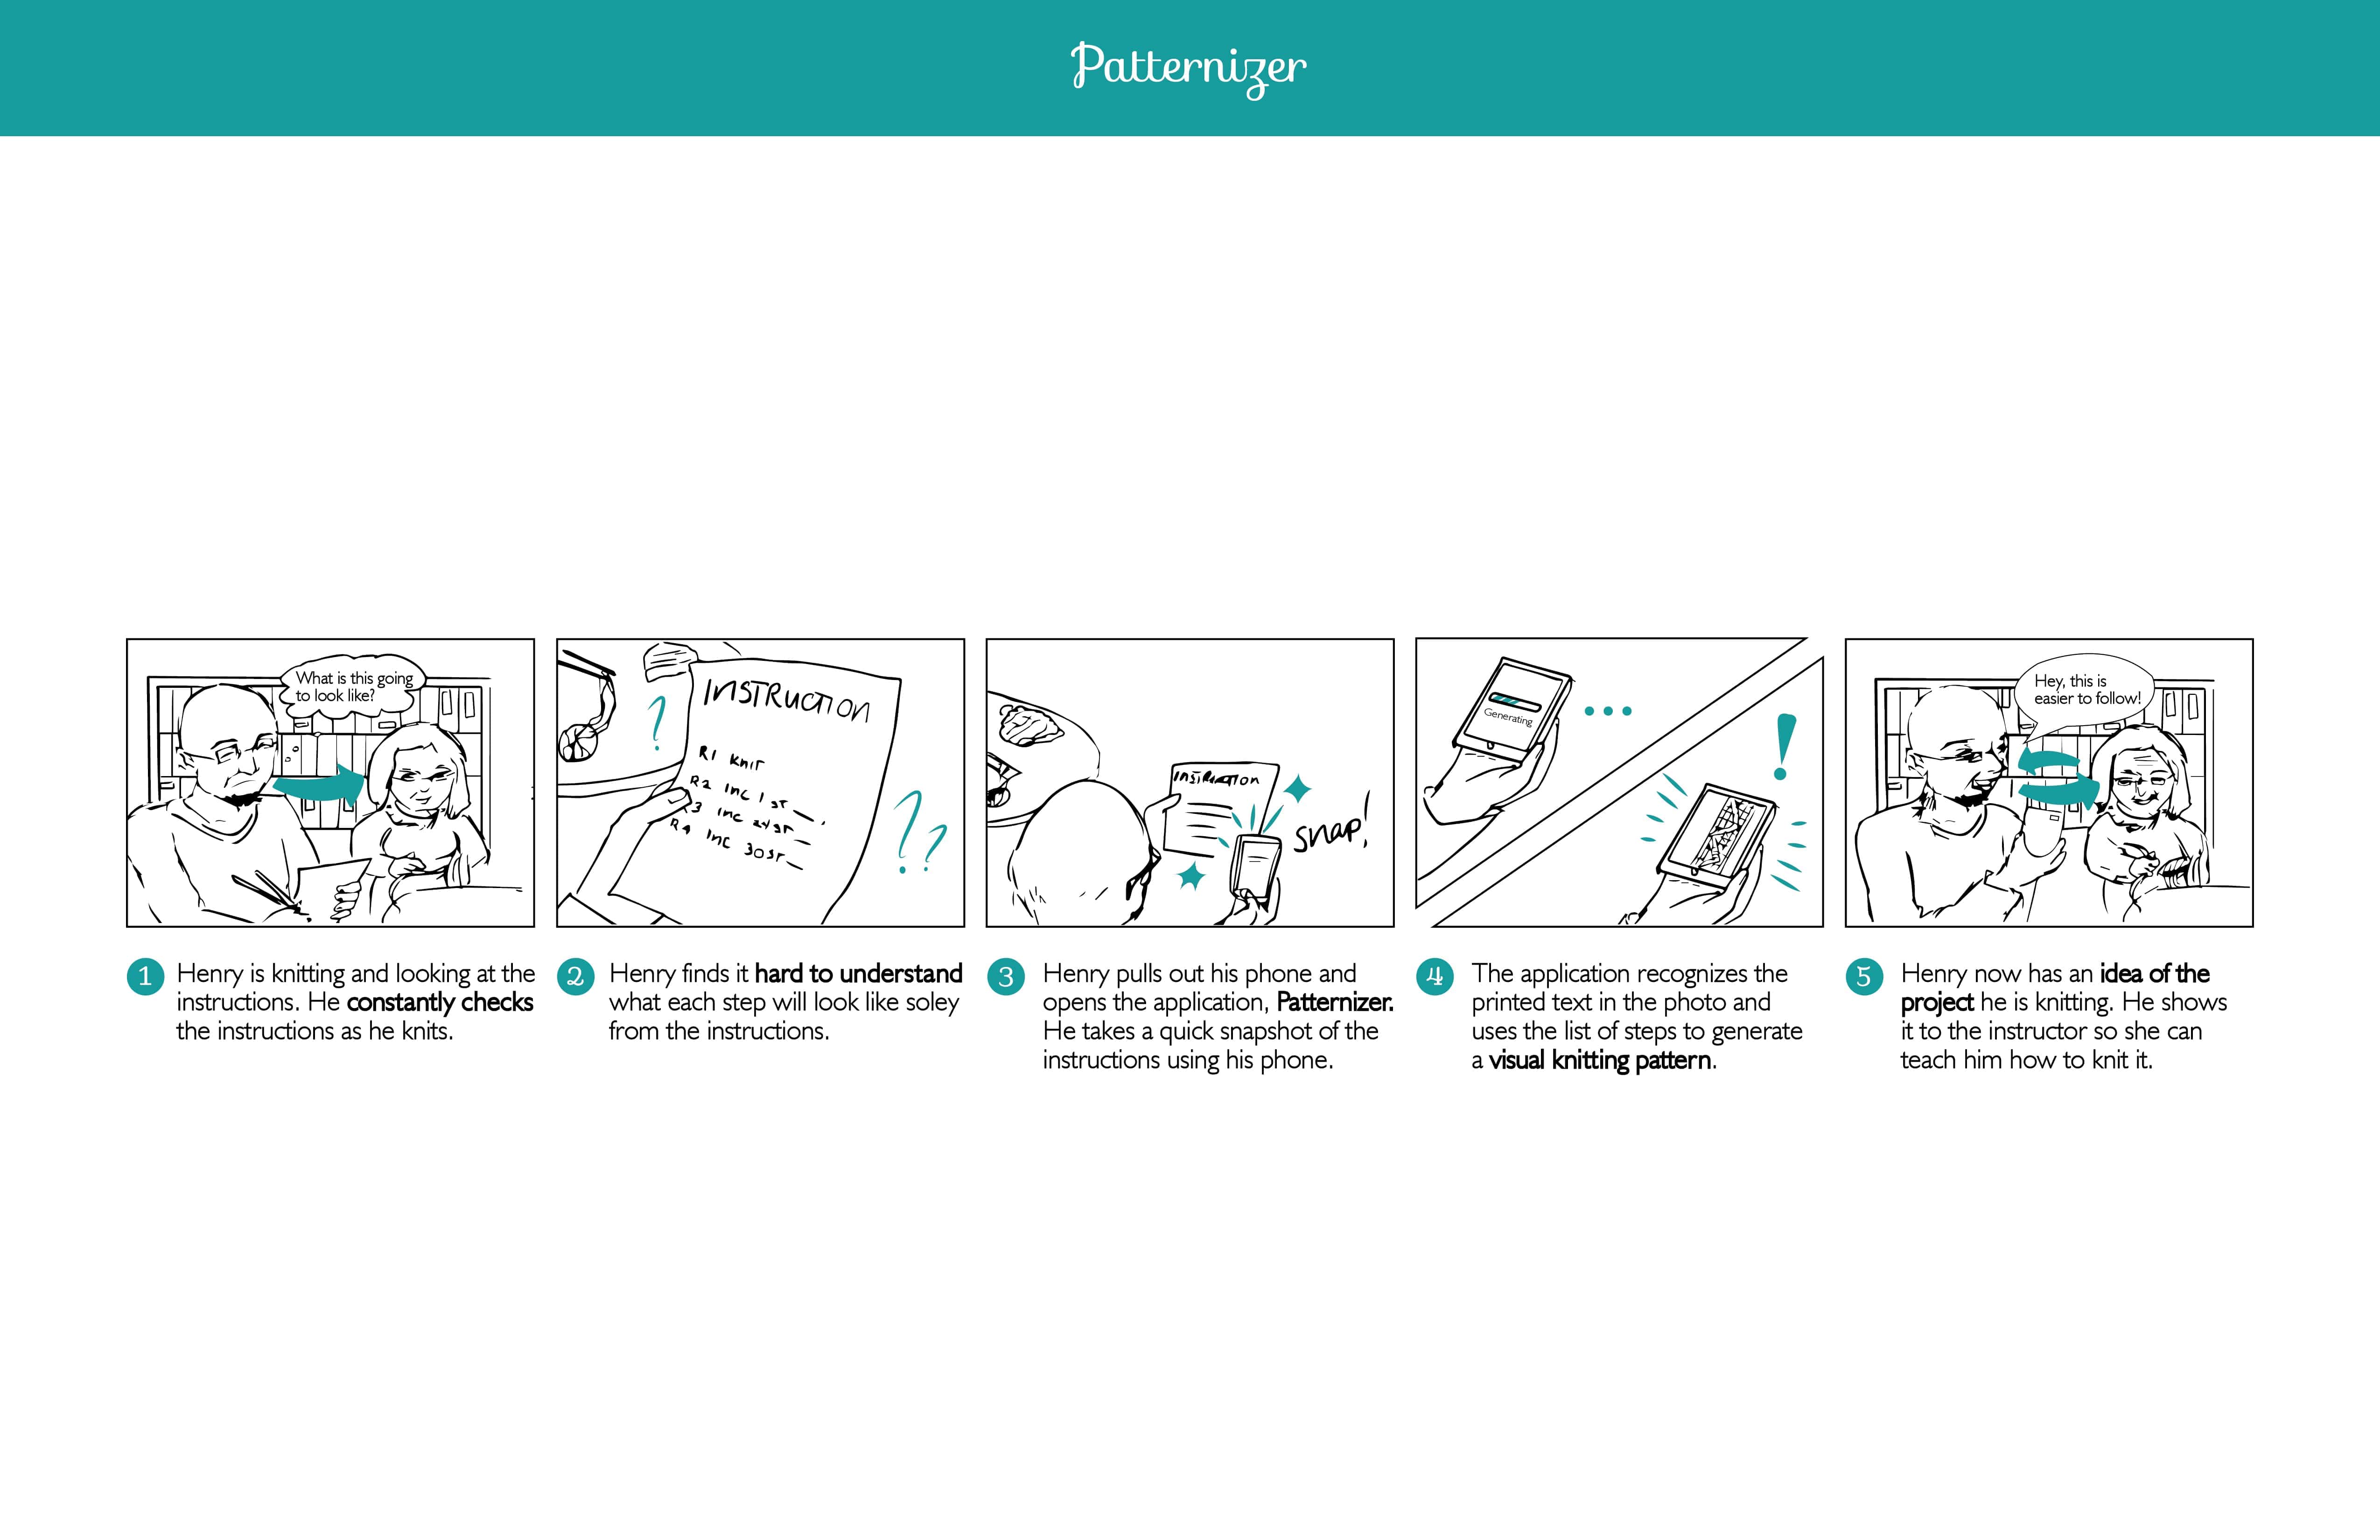 Patternizer
What is this going
to look like?
INSTRUCTION
R1 Knit
R2 inc 1 st
R3 inc
R4 inc 30st
Instruction
snap!
Generating
Hey, this is
easier to follow!
1 Henry is knitting and looking at the
instructions. He constantly checks
the instructions as he knits.
2 Henry finds it hard to understand
what each step will look like soley
from the instructions.
3 Henry pulls out his phone and
opens the application, Patternizer.
He takes a quick snapshot of the
instructions using his phone.
4 The application recognizes the
printed text in the photo and
uses the list of steps to generate
a visual knitting pattern.
5 Henry now has an idea of the
project he is knitting. He shows
it to the instructor so she can
teach him how to knit it.